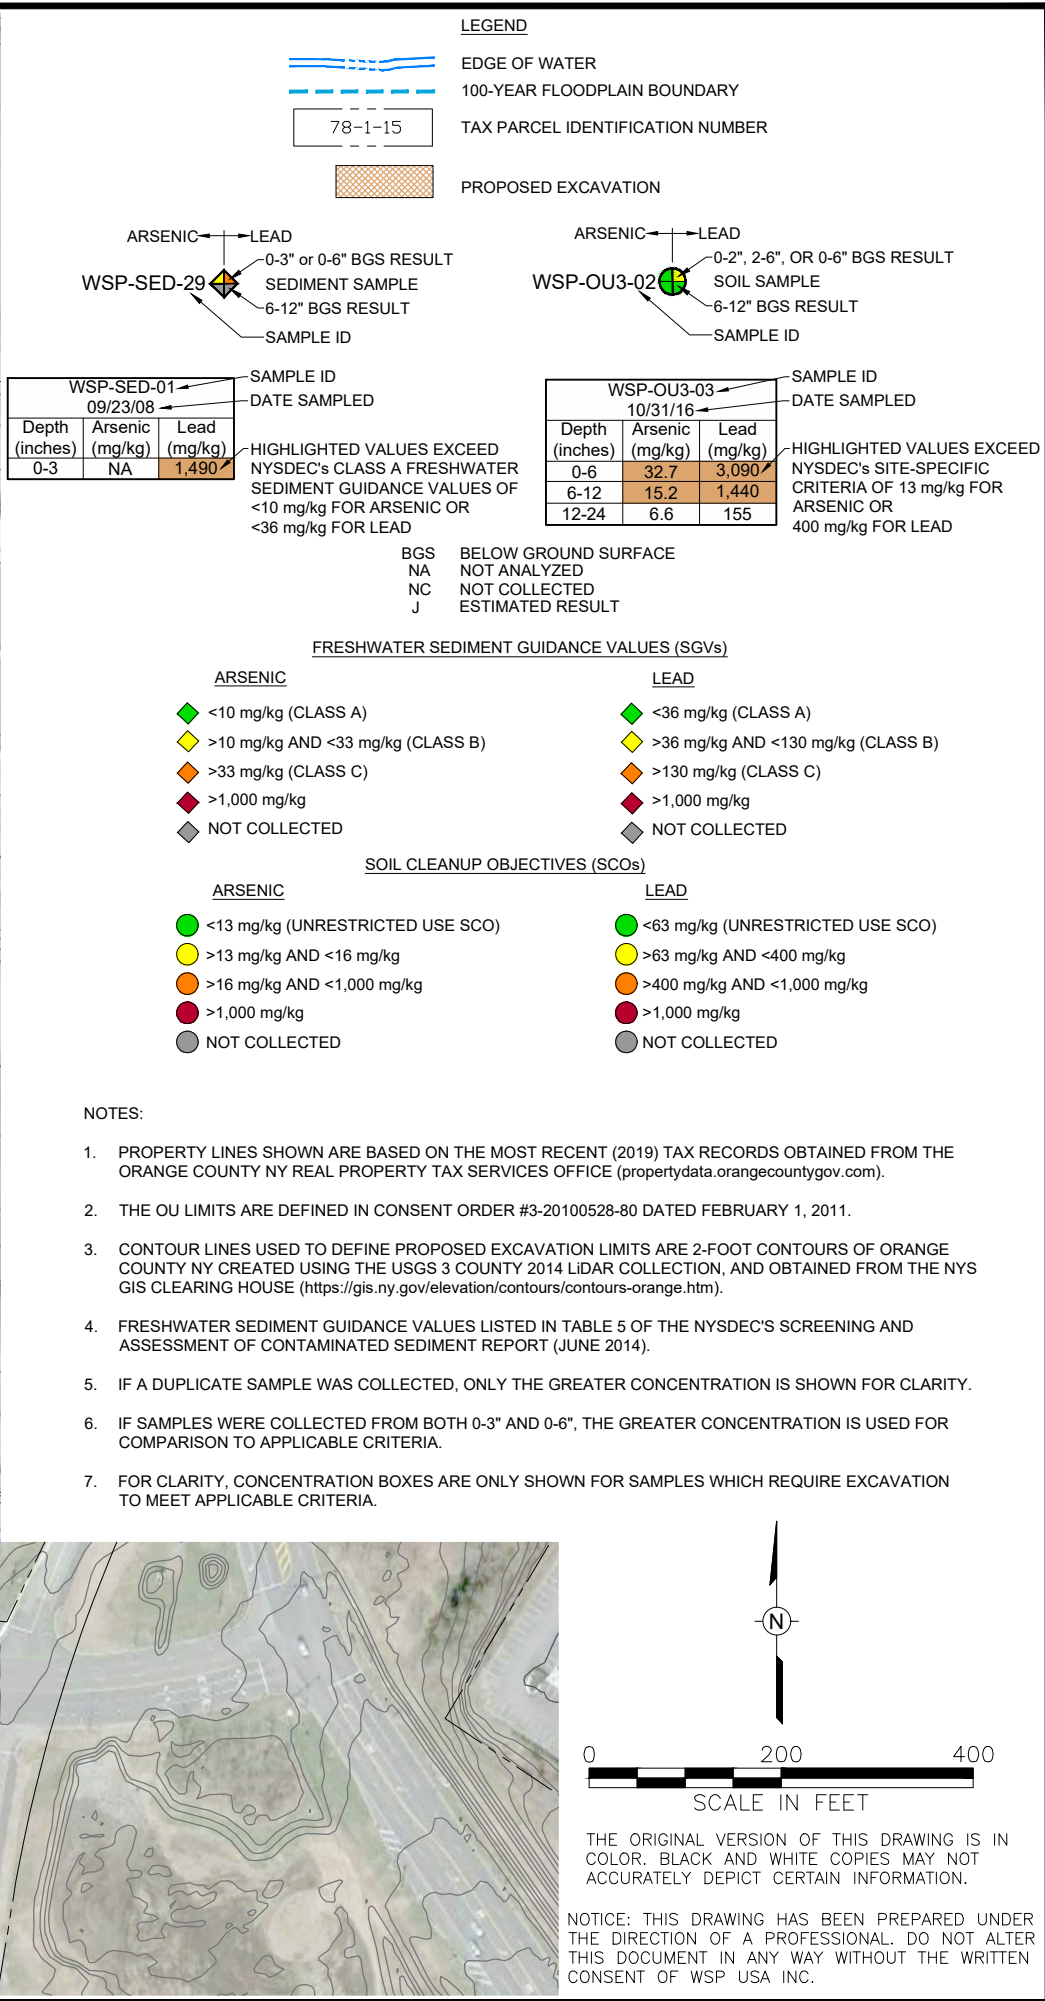 LEGEND
EDGE OF WATER
100-YEAR FLOODPLAIN BOUNDARY
78-1-15
TAX PARCEL IDENTIFICATION NUMBER
PROPOSED EXCAVATION
ARSENIC LEAD
0-3" or 0-6" BGS RESULT
WSP-SED-29
SEDIMENT SAMPLE
6-12" BGS RESULT
SAMPLE ID
ARSENIC LEAD
0-2", 2-6", OR 0-6" BGS RESULT
WSP-OU3-02
SOIL SAMPLE
6-12" BGS RESULT
SAMPLE ID
WSP-SED-01
09/23/08
Depth Arsenic Lead
(inches) (mg/kg) (mg/kg)
0-3 NA 1,490
SAMPLE ID
DATE SAMPLED
HIGHLIGHTED VALUES EXCEED
NYSDEC's CLASS A FRESHWATER
SEDIMENT GUIDANCE VALUES OF
<10 mg/kg FOR ARSENIC OR
<36 mg/kg FOR LEAD
WSP-OU3-03
10/31/16
Depth Arsenic Lead
(inches) (mg/kg) (mg/kg)
0-6 32.7 3,090
6-12 15.2 1,440
12-24 6.6 155
SAMPLE ID
DATE SAMPLED
HIGHLIGHTED VALUES EXCEED
NYSDEC's SITE-SPECIFIC
CRITERIA OF 13 mg/kg FOR
ARSENIC OR
400 mg/kg FOR LEAD
BGS BELOW GROUND SURFACE
NA NOT ANALYZED
NC NOT COLLECTED
J ESTIMATED RESULT
FRESHWATER SEDIMENT GUIDANCE VALUES (SGVs)
ARSENIC
<10 mg/kg (CLASS A)
>10 mg/kg AND <33 mg/kg (CLASS B)
>33 mg/kg (CLASS C)
>1,000 mg/kg
NOT COLLECTED
LEAD
<36 mg/kg (CLASS A)
>36 mg/kg AND <130 mg/kg (CLASS B)
>130 mg/kg (CLASS C)
>1,000 mg/kg
NOT COLLECTED
SOIL CLEANUP OBJECTIVES (SCOs)
ARSENIC
<13 mg/kg (UNRESTRICTED USE SCO)
>13 mg/kg AND <16 mg/kg
>16 mg/kg AND <1,000 mg/kg
>1,000 mg/kg
NOT COLLECTED
LEAD
<63 mg/kg (UNRESTRICTED USE SCO)
>63 mg/kg AND <400 mg/kg
>400 mg/kg AND <1,000 mg/kg
>1,000 mg/kg
NOT COLLECTED
NOTES:
1. PROPERTY LINES SHOWN ARE BASED ON THE MOST RECENT (2019) TAX RECORDS OBTAINED FROM THE
ORANGE COUNTY NY REAL PROPERTY TAX SERVICES OFFICE (propertydata.orangecountygov.com).
2. THE OU LIMITS ARE DEFINED IN CONSENT ORDER #3-20100528-80 DATED FEBRUARY 1, 2011.
3. CONTOUR LINES USED TO DEFINE PROPOSED EXCAVATION LIMITS ARE 2-FOOT CONTOURS OF ORANGE
COUNTY NY CREATED USING THE USGS 3 COUNTY 2014 LiDAR COLLECTION, AND OBTAINED FROM THE NYS
GIS CLEARING HOUSE (https://gis.ny.gov/elevation/contours/contours-orange.htm).
4. FRESHWATER SEDIMENT GUIDANCE VALUES LISTED IN TABLE 5 OF THE NYSDEC'S SCREENING AND
ASSESSMENT OF CONTAMINATED SEDIMENT REPORT (JUNE 2014).
5. IF A DUPLICATE SAMPLE WAS COLLECTED, ONLY THE GREATER CONCENTRATION IS SHOWN FOR CLARITY.
6. IF SAMPLES WERE COLLECTED FROM BOTH 0-3" AND 0-6", THE GREATER CONCENTRATION IS USED FOR
COMPARISON TO APPLICABLE CRITERIA.
7. FOR CLARITY, CONCENTRATION BOXES ARE ONLY SHOWN FOR SAMPLES WHICH REQUIRE EXCAVATION
TO MEET APPLICABLE CRITERIA.
N
0 200 400
SCALE IN FEET
THE ORIGINAL VERSION OF THIS DRAWING IS IN
COLOR. BLACK AND WHITE COPIES MAY NOT
ACCURATELY DEPICT CERTAIN INFORMATION.
NOTICE: THIS DRAWING HAS BEEN PREPARED UNDER
THE DIRECTION OF A PROFESSIONAL. DO NOT ALTER
THIS DOCUMENT IN ANY WAY WITHOUT THE WRITTEN
CONSENT OF WSP USA INC.